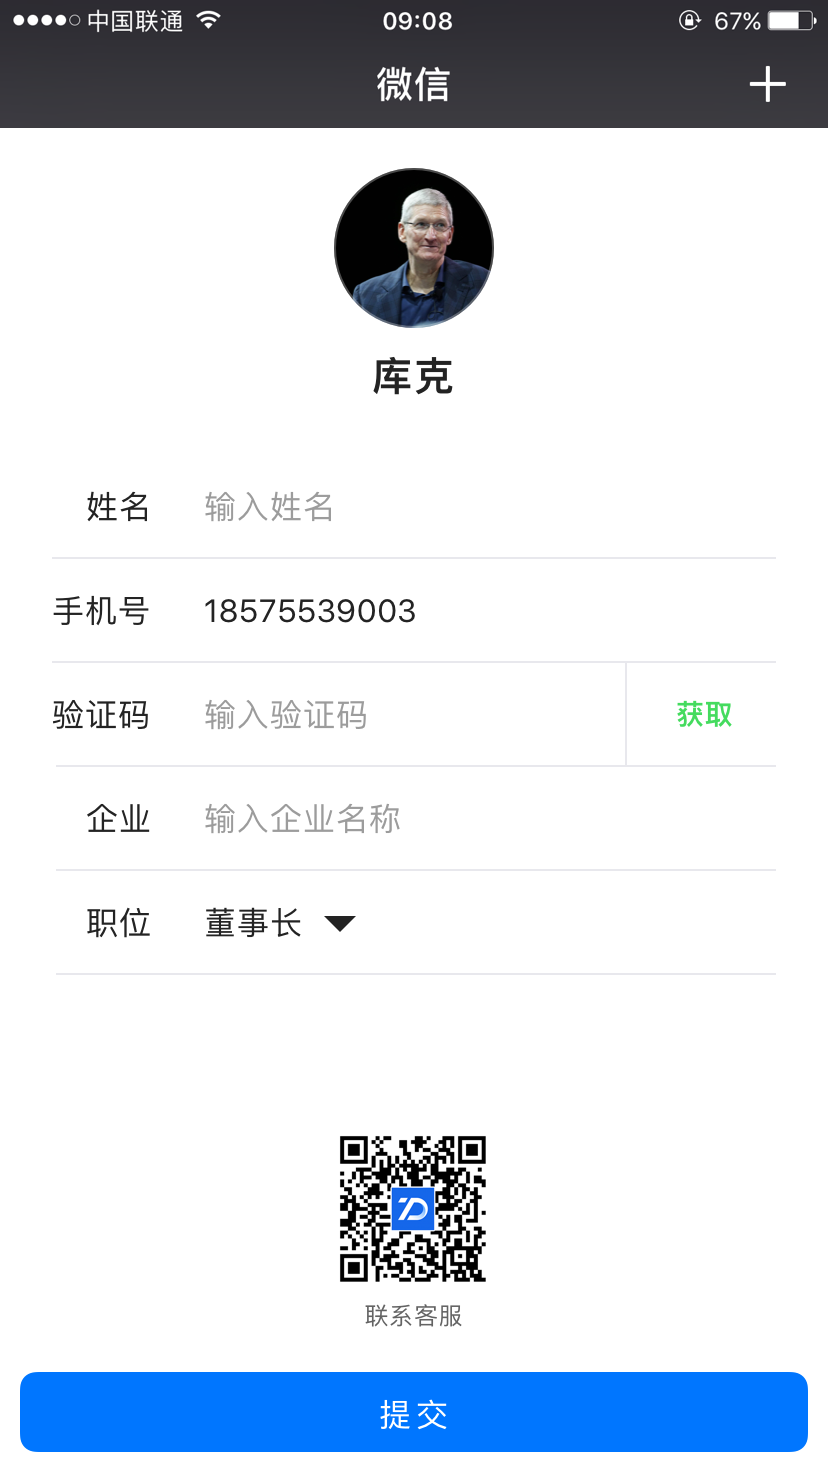 中国联通 09:08 67%
微信
库克
姓名 输入姓名
手机号 18575539003
验证码 输入验证码 获取
企业 输入企业名称
职位 董事长
联系客服
提交